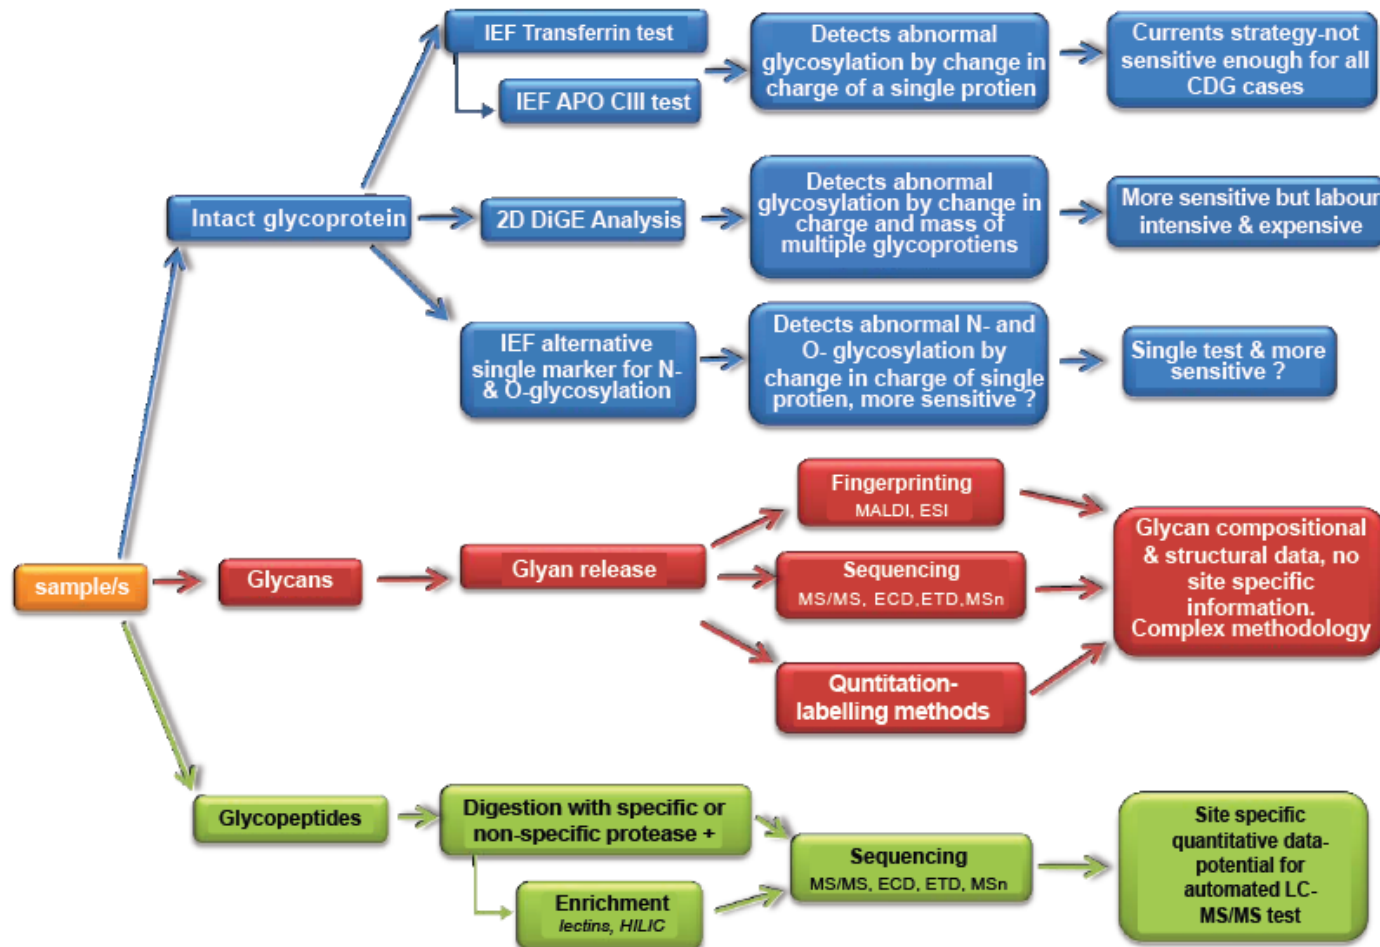 IEF Transferrin test
IEF APO CIII test
Detects abnormal
glycosylation by change in
charge of a single protien
Currents strategy-not
sensitive enough for all
CDG cases
Intact glycoprotein
2D DiGE Analysis
Detects abnormal
glycosylation by change in
charge and mass of
multiple glycoprotiens
More sensitive but labour
intensive & expensive
IEF alternative
single marker for N-
& O-glycosylation
Detects abnormal N- and
O- glycosylation by
change in charge of single
protien, more sensitive ?
Single test & more
sensitive ?
sample/s
Glycans
Glyan release
Fingerprinting
MALDI, ESI
Sequencing
MS/MS, ECD,ETD,MSn
Quntitation-
labelling methods
Glycan compositional
& structural data, no
site specific
information.
Complex methodology
Glycopeptides
Digestion with specific or
non-specific protease +
Enrichment
lectins, HILIC
Sequencing
MS/MS, ECD, ETD, MSn
Site specific
quantitative data-
potential for
automated LC-
MS/MS test